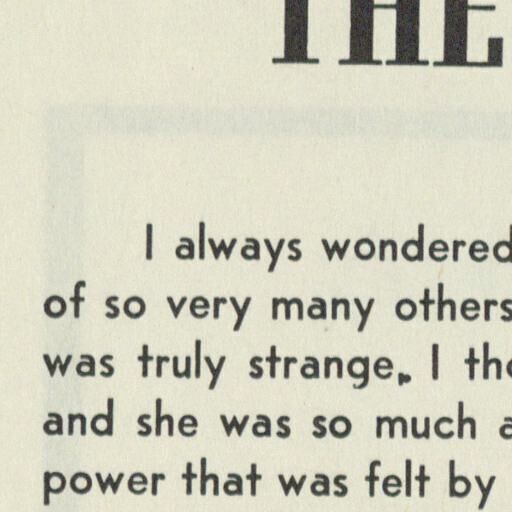 THE
I always wondered
of so very many others
was truly strange. I
and she was so much
power that was felt by